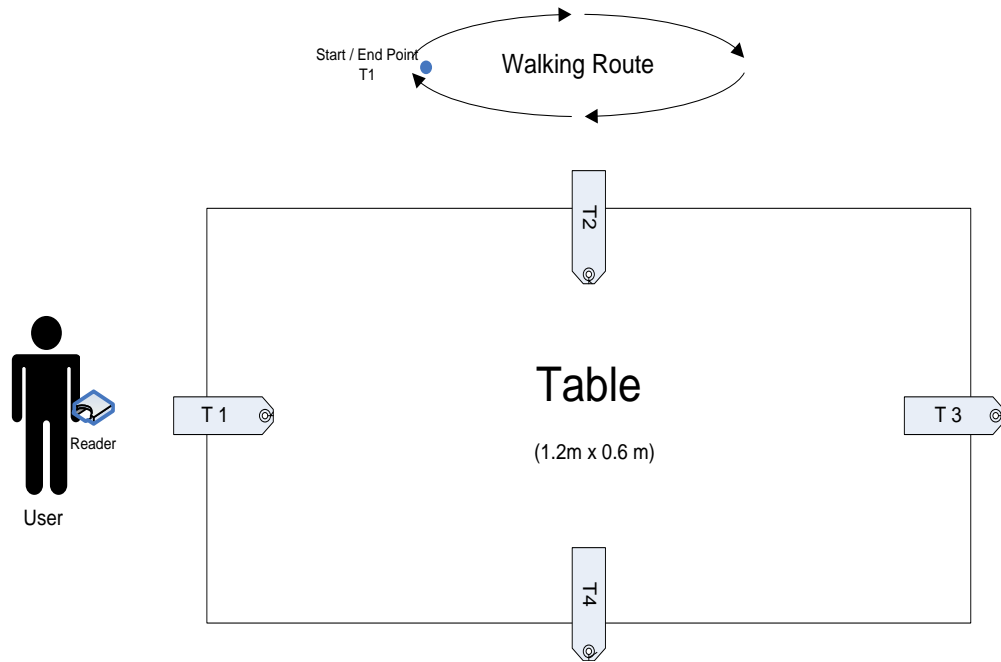 Start / End Point
T1
Walking Route
T2
T 1
Table
T 3
(1.2m x 0.6 m)
Reader
User
T4